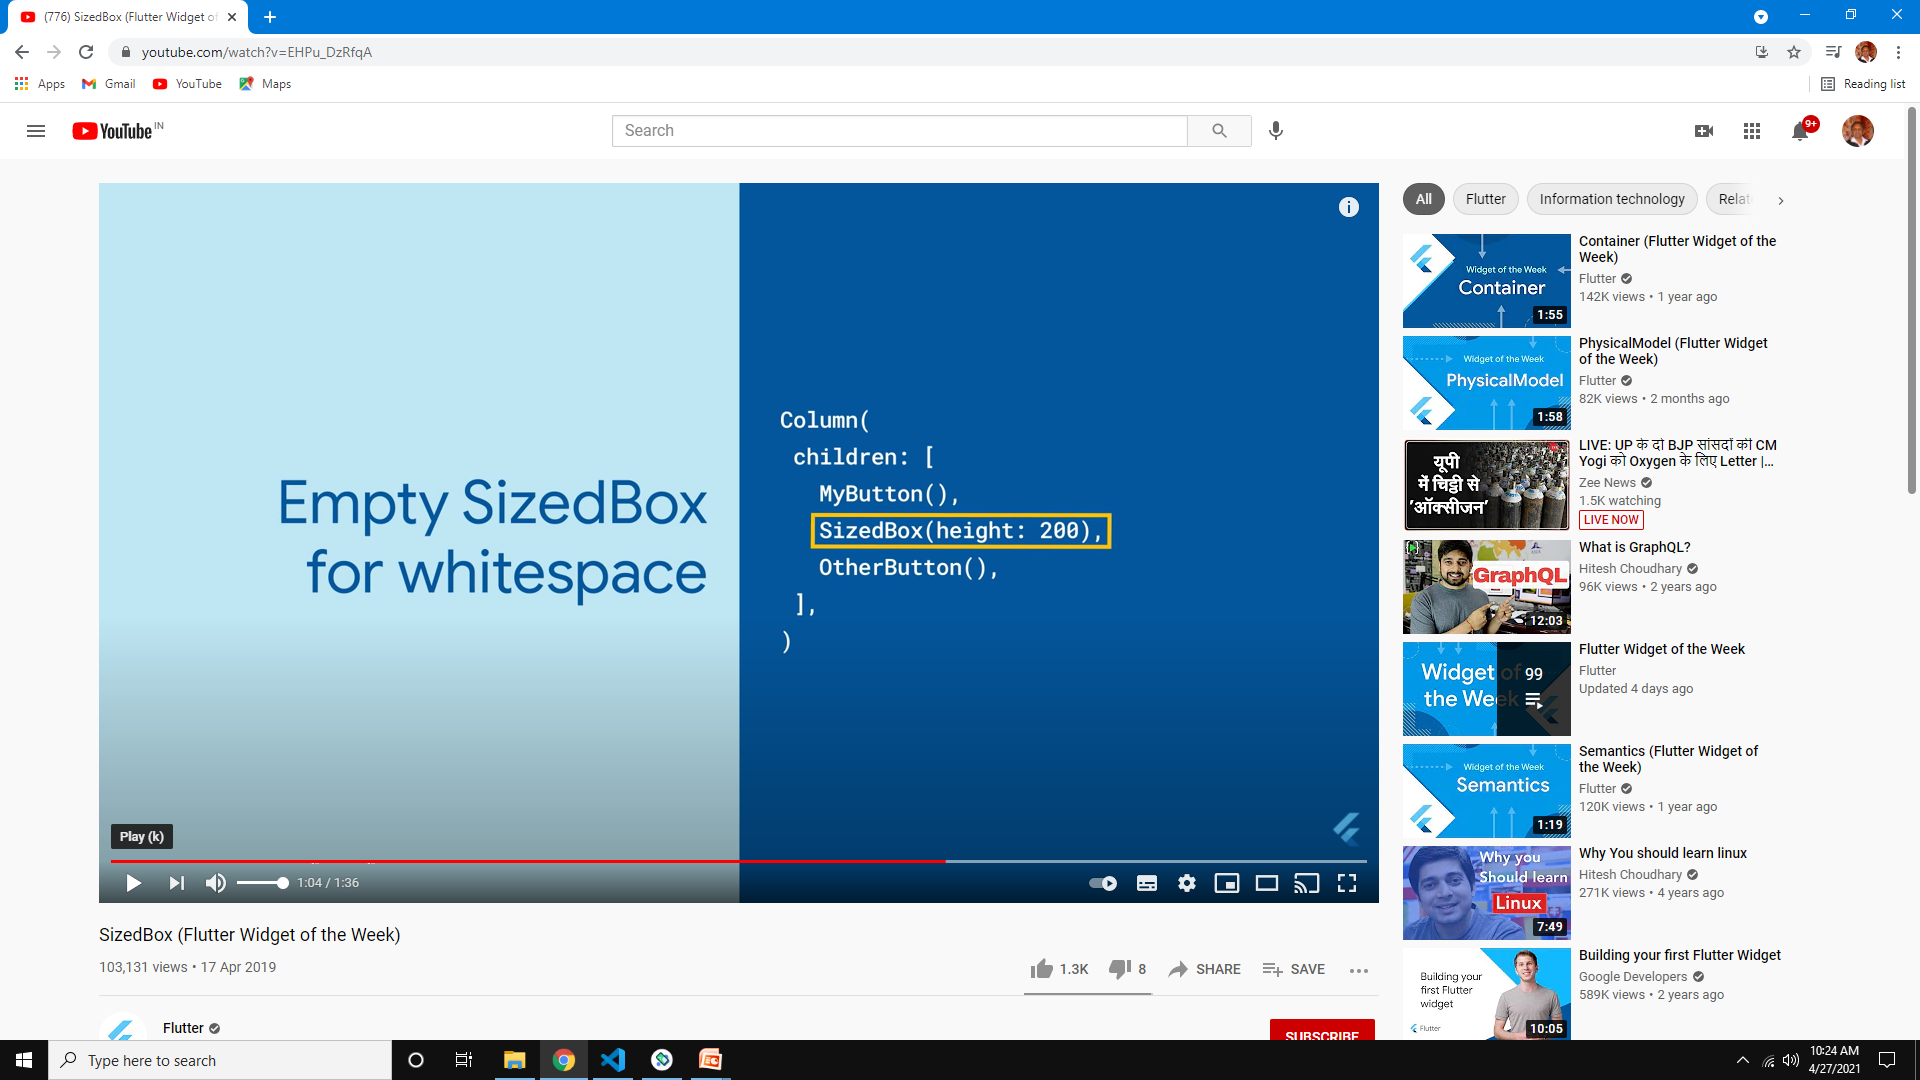 (776) SizedBox (Flutter Widget of
youtube.com/watch?v=EHPu_DzRfqA
Apps
Gmail
YouTube
Maps
Reading list
YouTube IN
Search
9+
Empty SizedBox
for whitespace
Column(
children: [
MyButton(),
SizedBox(height: 200),
OtherButton(),
],
)
Play (k)
1:04 / 1:36
SizedBox (Flutter Widget of the Week)
103,131 views • 17 Apr 2019
1.3K
8
SHARE
SAVE
Flutter
SUBSCRIBE
All
Flutter
Information technology
Relat
Widget of the Week
Container
1:55
Container (Flutter Widget of the
Week)
Flutter
142K views • 1 year ago
Widget of the Week
PhysicalModel
1:58
PhysicalModel (Flutter Widget
of the Week)
Flutter
82K views • 2 months ago
यूपी
में चिट्ठी से
'ऑक्सीजन'
LIVE: UP के दो BJP सांसदों की CM
Yogi को Oxygen के लिए Letter |...
Zee News
1.5K watching
LIVE NOW
GraphQL
12:03
What is GraphQL?
Hitesh Choudhary
96K views • 2 years ago
Widget of
the Week
99
Flutter Widget of the Week
Flutter
Updated 4 days ago
Widget of the Week
Semantics
1:19
Semantics (Flutter Widget of
the Week)
Flutter
120K views • 1 year ago
Why you
Should learn
Linux
7:49
Why You should learn linux
Hitesh Choudhary
271K views • 4 years ago
Building your
first Flutter
widget
Flutter
10:05
Building your first Flutter Widget
Google Developers
589K views • 2 years ago
Type here to search
10:24 AM
4/27/2021